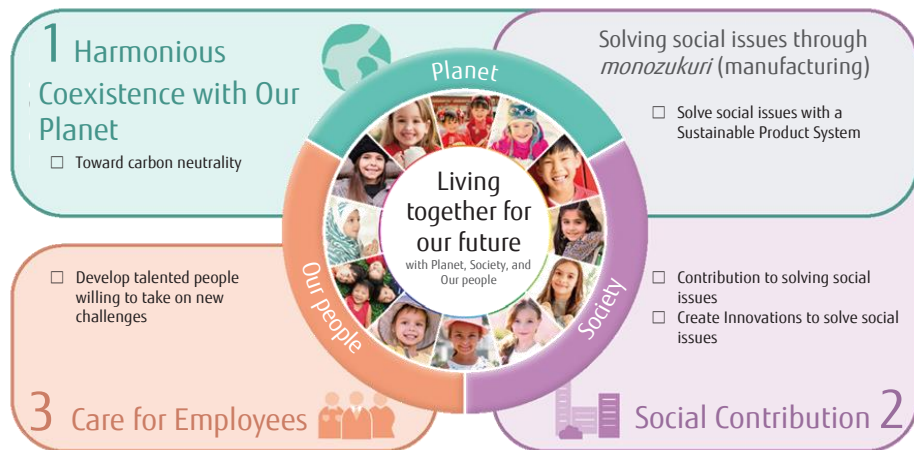 1 Harmonious
Coexistence with Our
Planet
☐ Toward carbon neutrality
Solving social issues through
monozukuri (manufacturing)
☐ Solve social issues with a
Sustainable Product System
Planet
Living
together for
our future
with Planet, Society, and
Our people
Our people
Society
☐ Develop talented people
willing to take on new
challenges
3 Care for Employees
☐ Contribution to solving social
issues
☐ Create Innovations to solve social
issues
Social Contribution 2